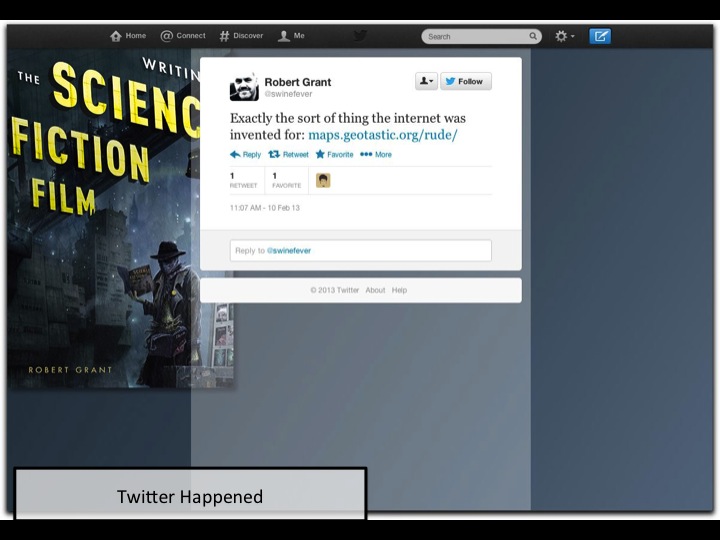 Home Connect Discover Me Search
THE WRITIN
SCIENC
FICTION
FILM
ROBERT GRANT
Robert Grant
@swinefever
Follow
Exactly the sort of thing the internet was
invented for: maps.geotastic.org/rude/
Reply Retweet Favorite More
1 1
RETWEET FAVORITE
11:07 AM - 10 Feb 13
Reply to @swinefever
© 2013 Twitter About Help
Twitter Happened